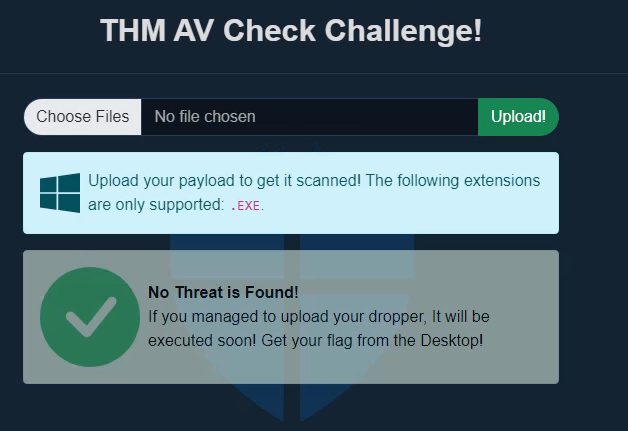 THM AV Check Challenge!
Choose Files No file chosen Upload!
Upload your payload to get it scanned! The following extensions
are only supported: .EXE.
No Threat is Found!
If you managed to upload your dropper, It will be
executed soon! Get your flag from the Desktop!